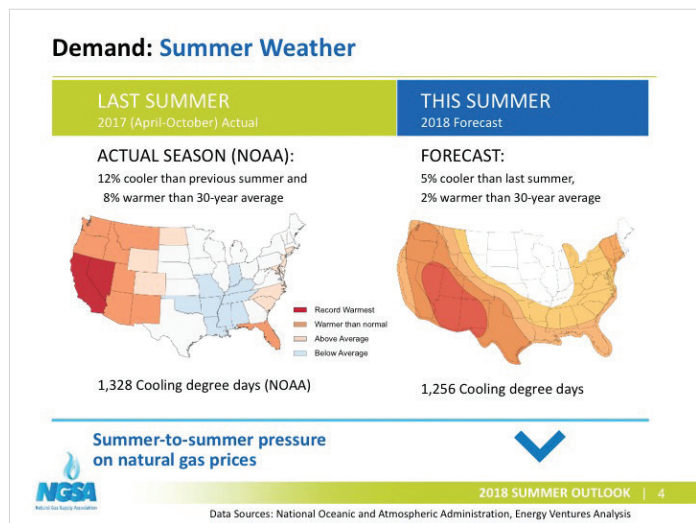 Demand: Summer Weather
LAST SUMMER
2017 (April-October) Actual
THIS SUMMER
2018 Forecast
ACTUAL SEASON (NOAA):
12% cooler than previous summer and
8% warmer than 30-year average
FORECAST:
5% cooler than last summer,
2% warmer than 30-year average
Record Warmest
Warmer than normal
Above Average
Below Average
1,328 Cooling degree days (NOAA)
1,256 Cooling degree days
Summer-to-summer pressure
on natural gas prices
NGSA
Natural Gas Supply Association
2018 SUMMER OUTLOOK | 4
Data Sources: National Oceanic and Atmospheric Administration, Energy Ventures Analysis